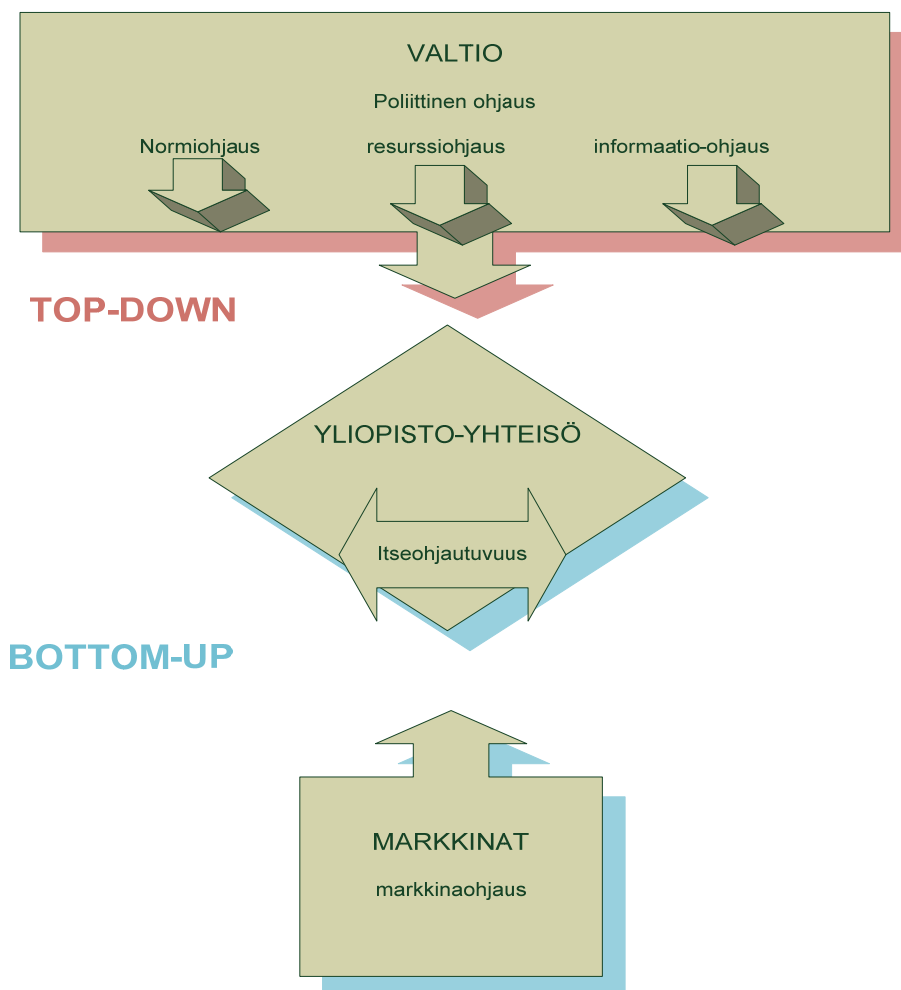 VALTIO
Poliittinen ohjaus
Normiohjaus resurssiohjaus informaatio-ohjaus
TOP-DOWN
YLIOPISTO-YHTEISÖ
Itseohjautuvuus
BOTTOM-UP
MARKKINAT
markkinaohjaus